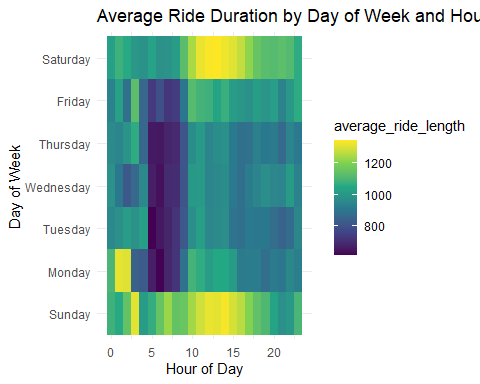 Average Ride Duration by Day of Week and Hou
Saturday
Friday
Thursday
Wednesday
Tuesday
Monday
Sunday
Day of Week
0 5 10 15 20
Hour of Day
average_ride_length
1200
1000
800